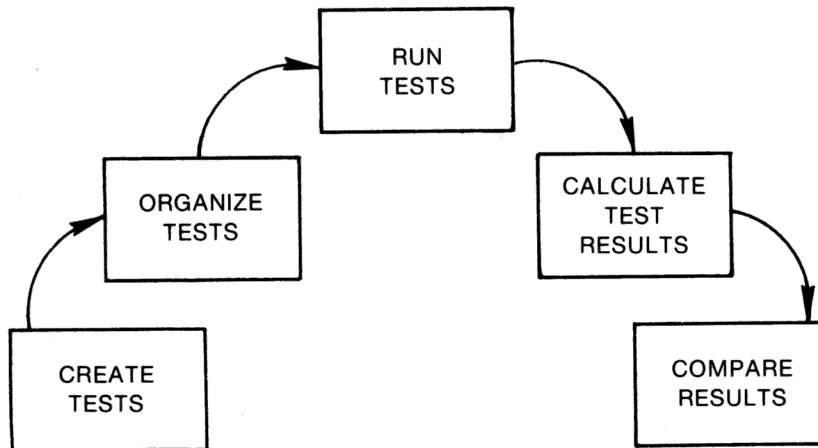 RUN
TESTS
ORGANIZE
TESTS
CALCULATE
TEST
RESULTS
CREATE
TESTS
COMPARE
RESULTS